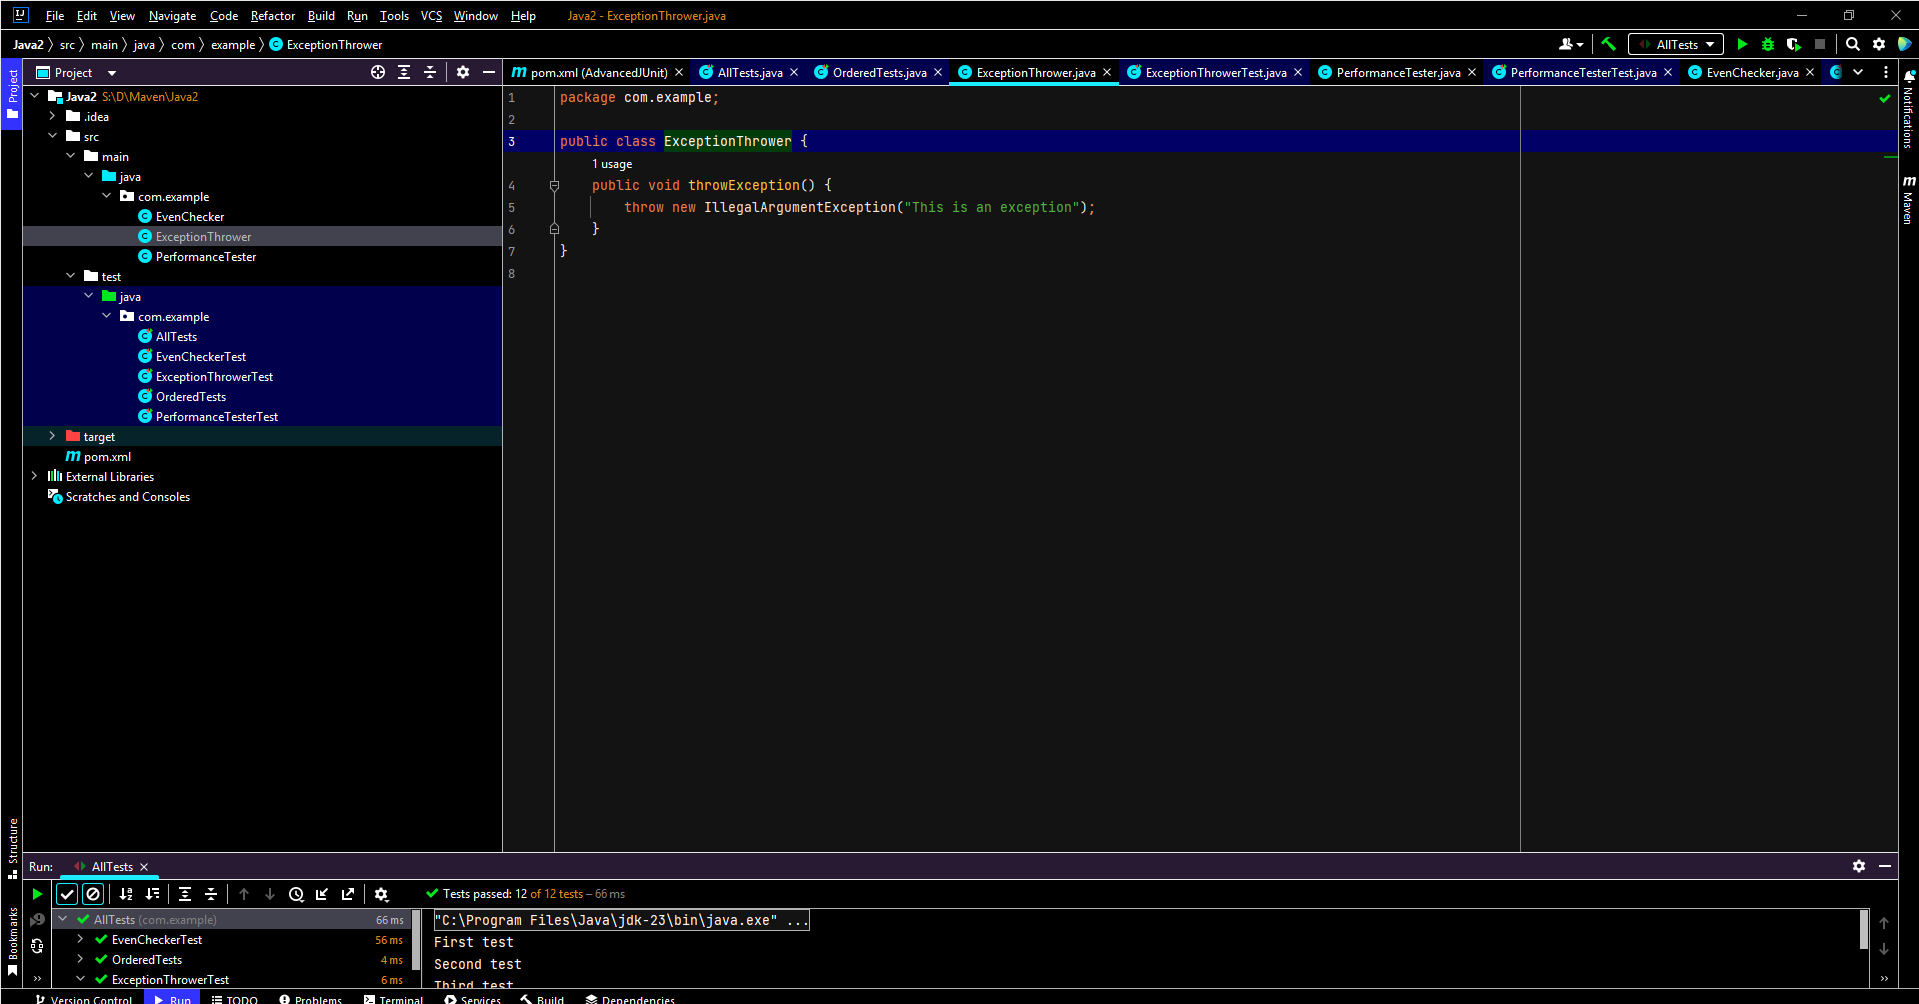 IJ File Edit View Navigate Code Refactor Build Run Tools VCS Window Help Java2 - ExceptionThrower.java
Java2 src main java com example ExceptionThrower AllTests
Project pom.xml (AdvancedJUnit) AllTests.java OrderedTests.java ExceptionThrower.java ExceptionThrowerTest.java PerformanceTester.java PerformanceTesterTest.java EvenChecker.java
Project
Notifications
Maven
Java2 S:\D\Maven\Java2
.idea
src
main
java
com.example
EvenChecker
ExceptionThrower
PerformanceTester
test
java
com.example
AllTests
EvenCheckerTest
ExceptionThrowerTest
OrderedTests
PerformanceTesterTest
target
pom.xml
External Libraries
Scratches and Consoles
1 package com.example;
2
3 public class ExceptionThrower {
1 usage
4 public void throwException() {
5 throw new IllegalArgumentException("This is an exception");
6 }
7 }
8
Structure
Bookmarks
Run: AllTests
Tests passed: 12 of 12 tests – 66 ms
AllTests (com.example) 66 ms
EvenCheckerTest 56 ms
OrderedTests 4 ms
ExceptionThrowerTest 6 ms
"C:\Program Files\Java\jdk-23\bin\java.exe" ...
First test
Second test
Third test
Version Control Run TODO Problems Terminal Services Build Dependencies